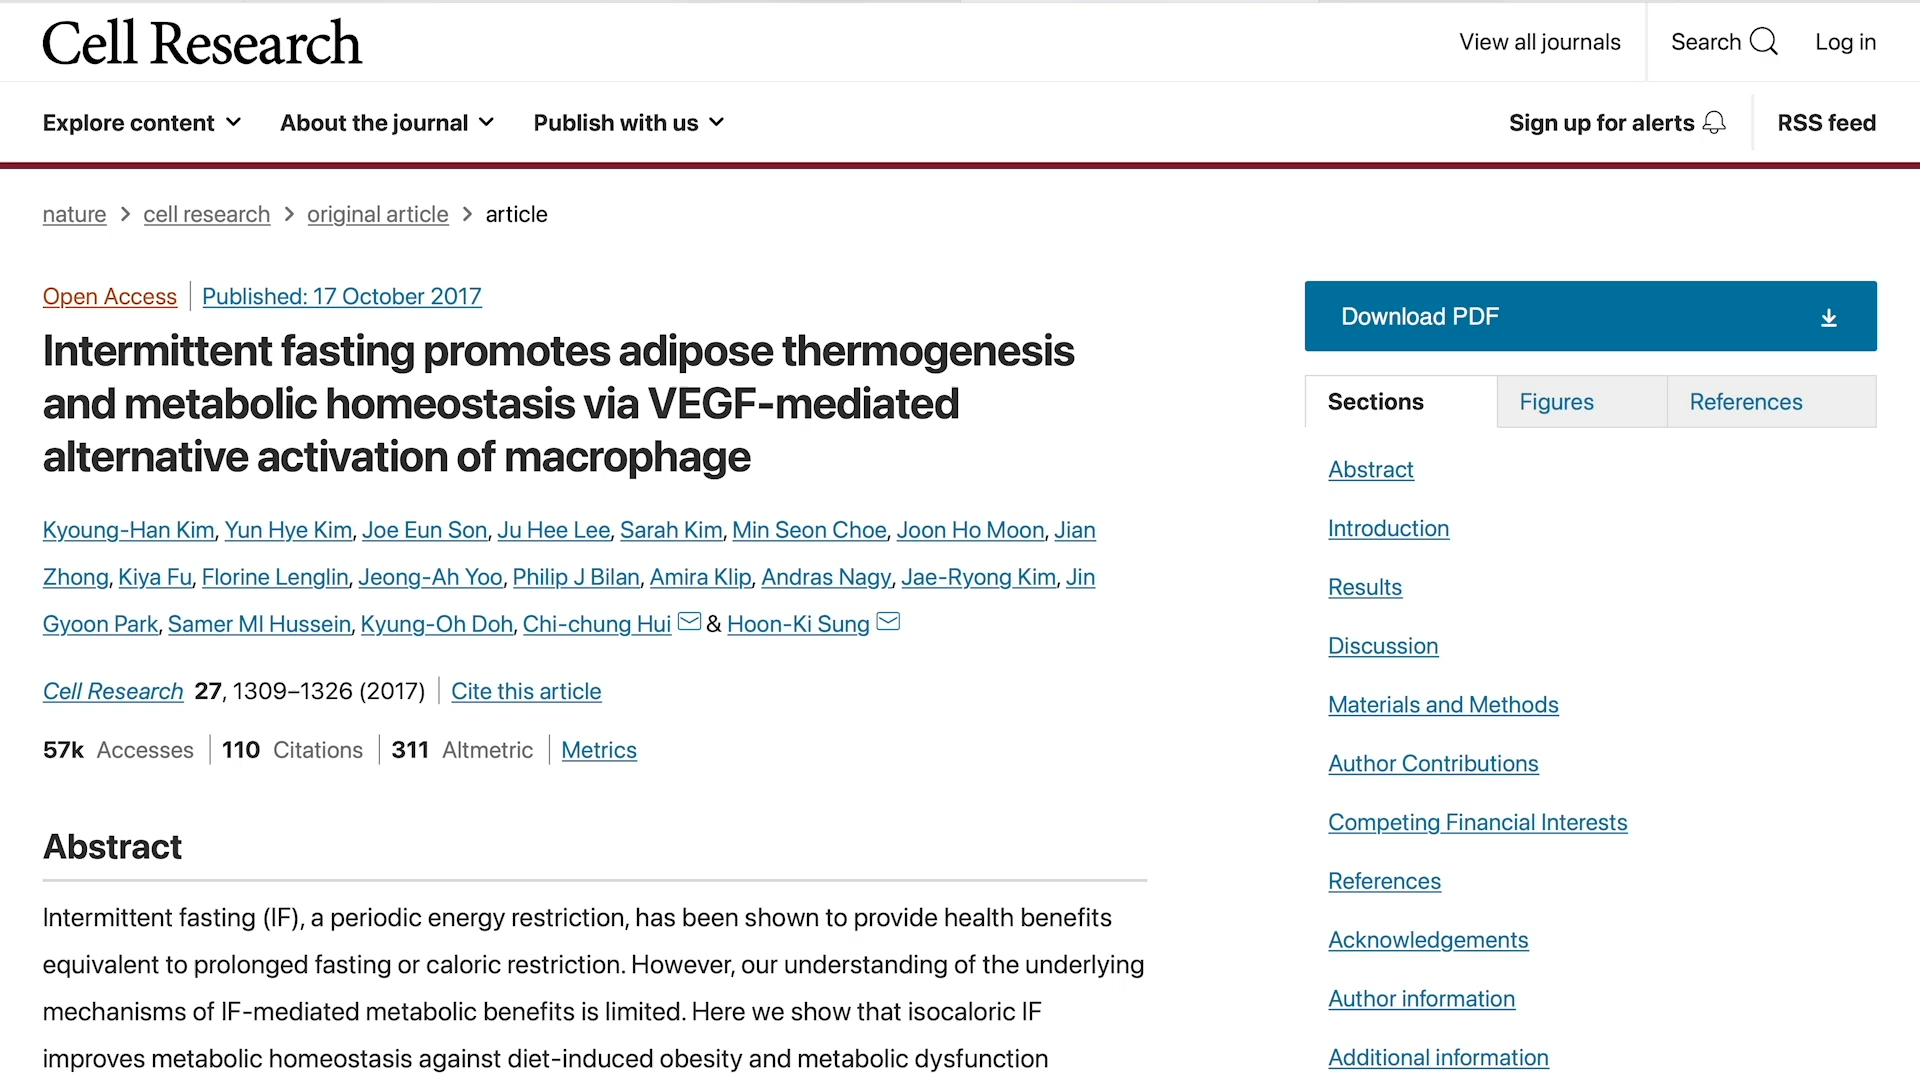 Cell Research
View all journals
Search
Log in
Explore content
About the journal
Publish with us
Sign up for alerts
RSS feed
nature > cell research > original article > article
Open Access
Published: 17 October 2017
Intermittent fasting promotes adipose thermogenesis
and metabolic homeostasis via VEGF-mediated
alternative activation of macrophage
Kyoung-Han Kim, Yun Hye Kim, Joe Eun Son, Ju Hee Lee, Sarah Kim, Min Seon Choe, Joon Ho Moon, Jian
Zhong, Kiya Fu, Florine Lenglin, Jeong-Ah Yoo, Philip J Bilan, Amira Klip, Andras Nagy, Jae-Ryong Kim, Jin
Gyoon Park, Samer MI Hussein, Kyung-Oh Doh, Chi-chung Hui & Hoon-Ki Sung
Cell Research 27, 1309–1326 (2017)
Cite this article
57k Accesses
110 Citations
311 Altmetric
Metrics
Abstract
Intermittent fasting (IF), a periodic energy restriction, has been shown to provide health benefits
equivalent to prolonged fasting or caloric restriction. However, our understanding of the underlying
mechanisms of IF-mediated metabolic benefits is limited. Here we show that isocaloric IF
improves metabolic homeostasis against diet-induced obesity and metabolic dysfunction
Download PDF
Sections
Figures
References
Abstract
Introduction
Results
Discussion
Materials and Methods
Author Contributions
Competing Financial Interests
References
Acknowledgements
Author information
Additional information